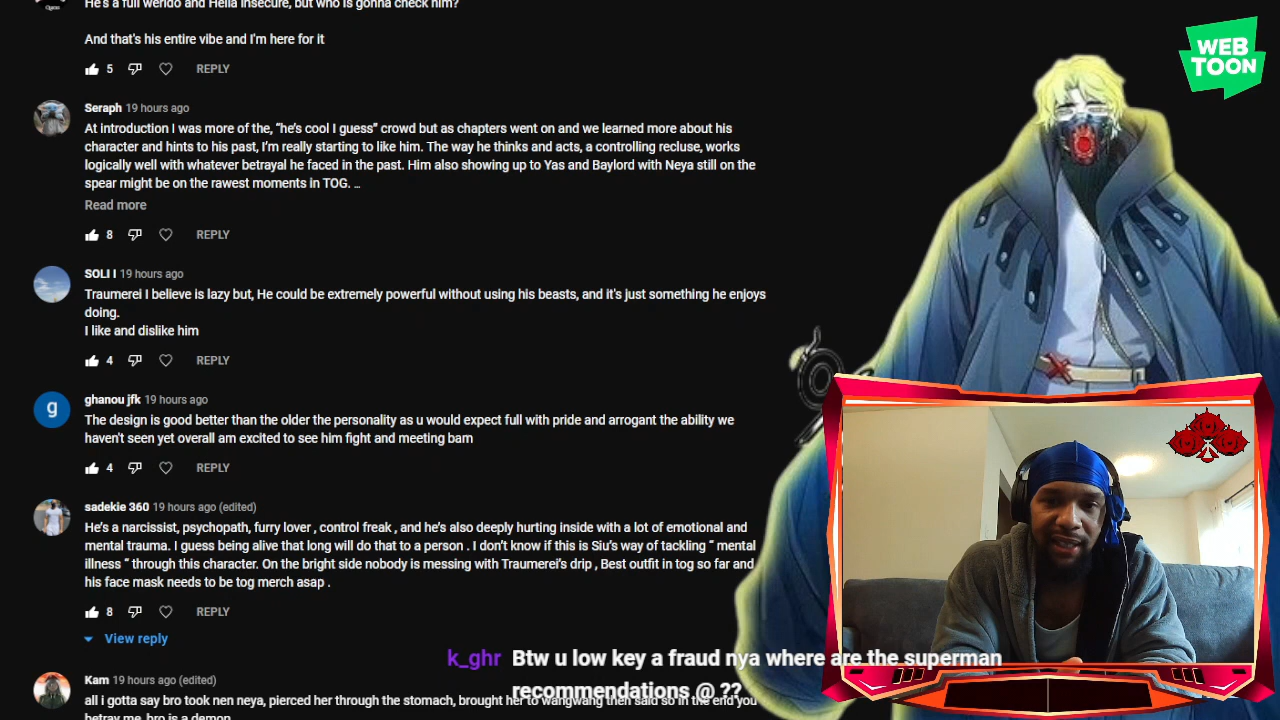 He's a full werido and Hella insecure, but who is gonna check him?
And that's his entire vibe and I'm here for it
5 REPLY
WEB
TOON
Seraph 19 hours ago
At introduction I was more of the, “he’s cool I guess” crowd but as chapters went on and we learned more about his
character and hints to his past, I’m really starting to like him. The way he thinks and acts, a controlling recluse, works
logically well with whatever betrayal he faced in the past. Him also showing up to Yas and Baylord with Neya still on the
spear might be on the rawest moments in TOG. ...
Read more
8 REPLY
SOLI I 19 hours ago
Traumerei I believe is lazy but, He could be extremely powerful without using his beasts, and it's just something he enjoys
doing.
I like and dislike him
4 REPLY
g
ghanou jfk 19 hours ago
The design is good better than the older the personality as u would expect full with pride and arrogant the ability we
haven't seen yet overall am excited to see him fight and meeting bam
4 REPLY
sadekie 360 19 hours ago (edited)
He’s a narcissist, psychopath, furry lover , control freak , and he’s also deeply hurting inside with a lot of emotional and
mental trauma. I guess being alive that long will do that to a person . I don’t know if this is Siu’s way of tackling “ mental
illness ” through this character. On the bright side nobody is messing with Traumerei’s drip , Best outfit in tog so far and
his face mask needs to be tog merch asap .
8 REPLY
View reply
k_ghr Btw u low key a fraud nya where are the superman
recommendations @ ??
Kam 19 hours ago (edited)
all i gotta say bro took nen neya, pierced her through the stomach, brought her to wangwang then said so in the end you
betray me. bro is a demon